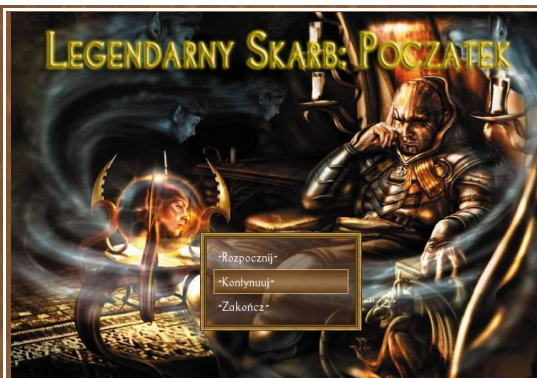 Legendarny Skarb: Początek
-Rozpocznij-
-Kontynuuj-
-Zakończ-